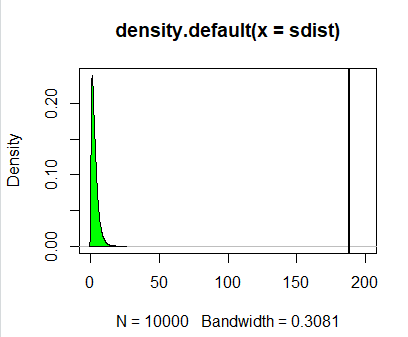 density.default(x = sdist)
Density
0.00
0.10
0.20
0
50
100
150
200
N = 10000 Bandwidth = 0.3081